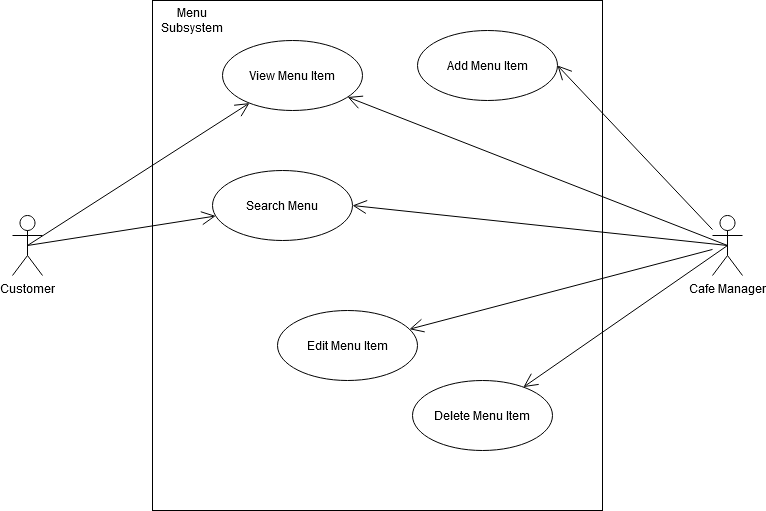 Menu
Subsystem
View Menu Item
Add Menu Item
Search Menu
Customer
Cafe Manager
Edit Menu Item
Delete Menu Item